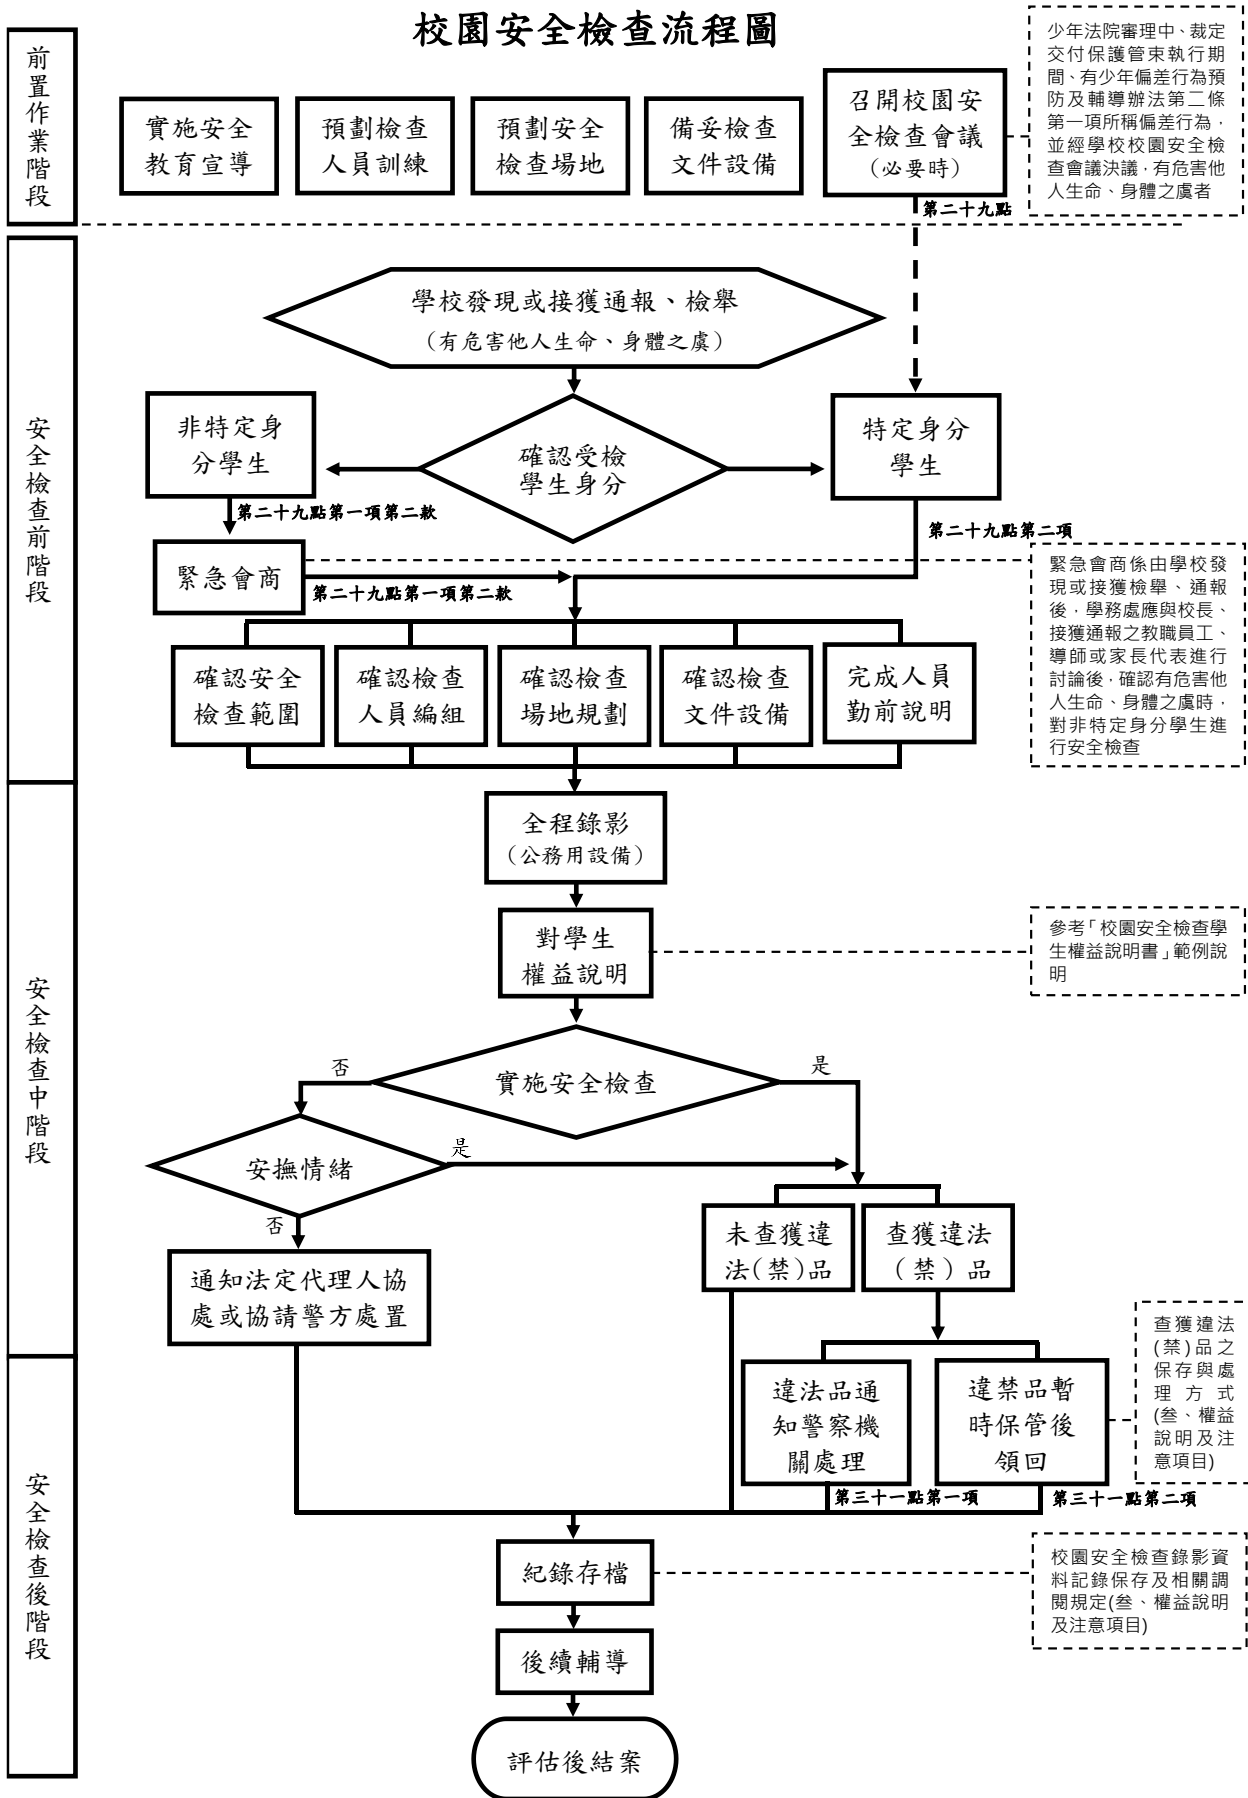 校園安全檢查流程圖
前置作業階段
實施安全
教育宣導
預劃檢查
人員訓練
預劃安全
檢查場地
備妥檢查
文件設備
召開校園安
全檢查會議
(必要時)
少年法院審理中、裁定
交付保護管束執行期
間、有少年偏差行為預
防及輔導辦法第二條
第一項所稱偏差行為，
並經學校校園安全檢
查會議決議，有危害他
人生命、身體之虞者
第二十九點
安全檢查前階段
學校發現或接獲通報、檢舉
(有危害他人生命、身體之虞)
非特定身
分學生
確認受檢
學生身分
特定身分
學生
第二十九點第一項第二款
第二十九點第二項
緊急會商
第二十九點第一項第二款
緊急會商係由學校發
現或接獲檢舉、通報
後，學務處應與校長、
接獲通報之教職員工、
導師或家長代表進行
討論後，確認有危害他
人生命、身體之虞時，
對非特定身分學生進
行安全檢查
確認安全
檢查範圍
確認檢查
人員編組
確認檢查
場地規劃
確認檢查
文件設備
完成人員
勤前說明
安全檢查中階段
全程錄影
(公務用設備)
對學生
權益說明
參考「校園安全檢查學
生權益說明書」範例說
明
實施安全檢查
否
是
安撫情緒
是
否
通知法定代理人協
處或協請警方處置
未查獲違
法(禁)品
查獲違法
(禁)品
違法品通
知警察機
關處理
違禁品暫
時保管後
領回
查獲違法
(禁)品之
保存與處
理方式
(叁、權益
說明及注
意項目)
第三十一點第一項
第三十一點第二項
安全檢查後階段
紀錄存檔
校園安全檢查錄影資
料記錄保存及相關調
閱規定(叁、權益說明
及注意項目)
後續輔導
評估後結案